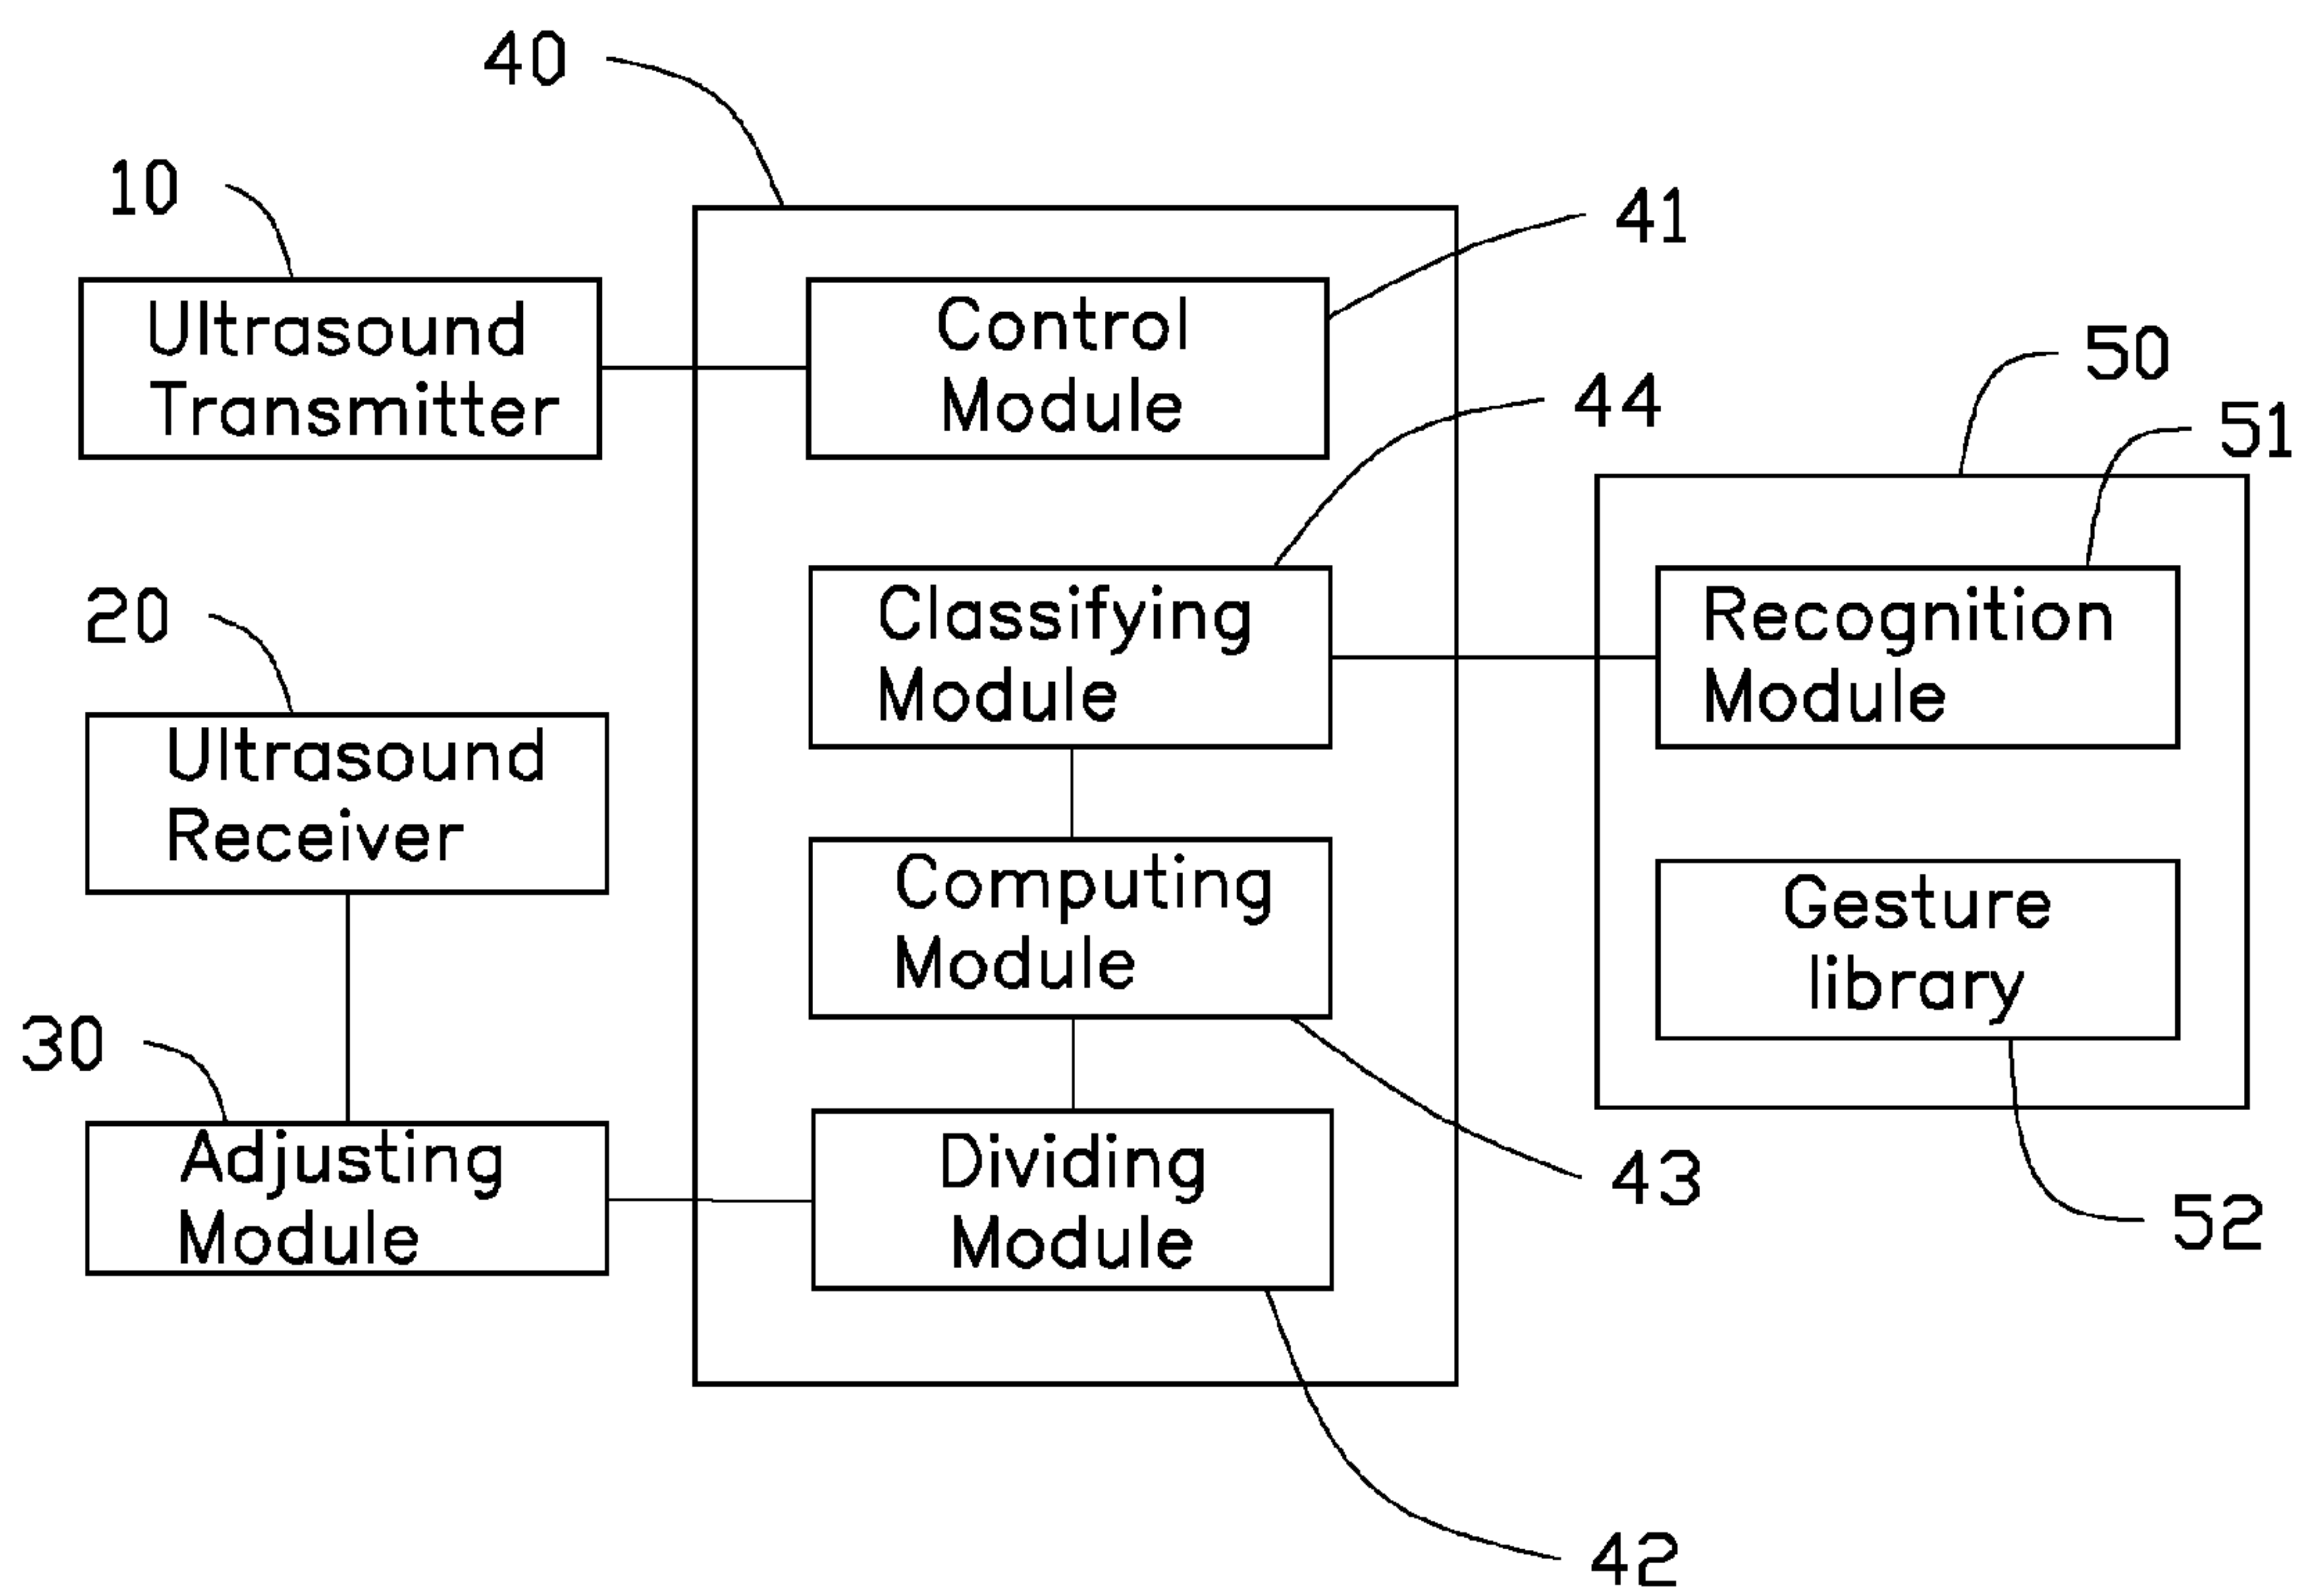 40
10
41
Ultrasound
Transmitter
Control
Module
50
44
51
20
Classifying
Module
Recognition
Module
Ultrasound
Receiver
Computing
Module
Gesture
library
30
Adjusting
Module
Dividing
Module
43
52
42